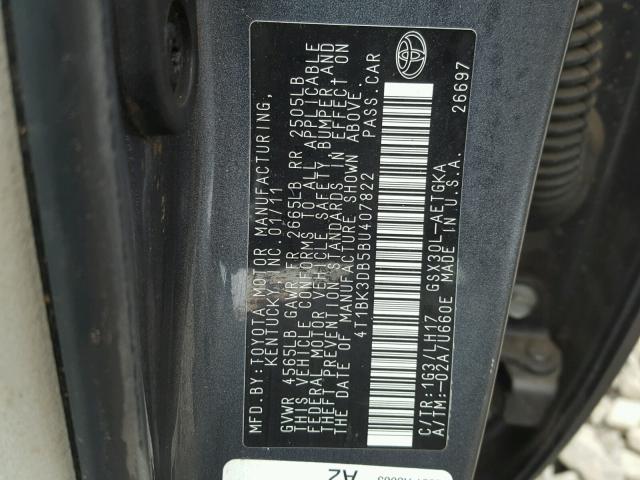 MFD. BY: TOYOTA MOTOR MANUFACTURING,
KENTUCKY, INC. 01/11
GVWR 4565LB GAWR FR 2665LB RR 2505LB
THIS VEHICLE CONFORMS TO ALL APPLICABLE
FEDERAL MOTOR VEHICLE SAFETY, BUMPER, AND
THEFT PREVENTION STANDARDS IN EFFECT ON
THE DATE OF MANUFACTURE SHOWN ABOVE.
4T1BK3DB5BU407822 PASS. CAR
C/TR:1G3/LH17 GSX30L-AETGKA
A/TM:-02A/U660E MADE IN U.S.A. 26697
A2